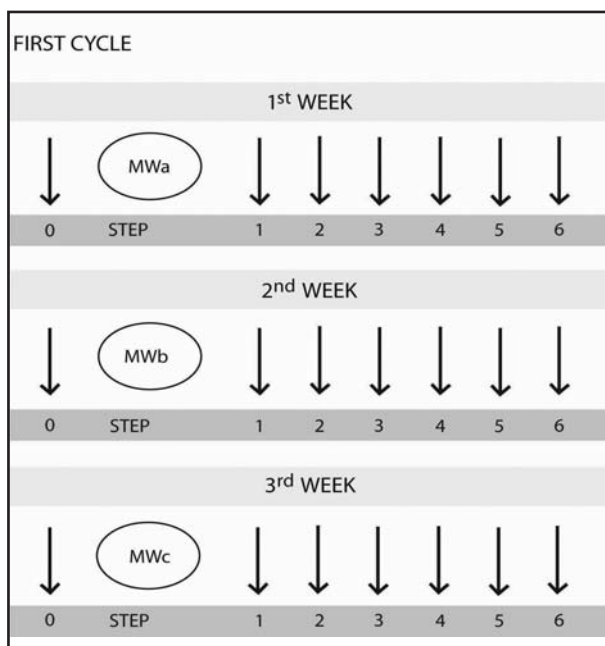 FIRST CYCLE
1st WEEK
MWa
0 STEP 1 2 3 4 5 6
2nd WEEK
MWb
0 STEP 1 2 3 4 5 6
3rd WEEK
MWc
0 STEP 1 2 3 4 5 6